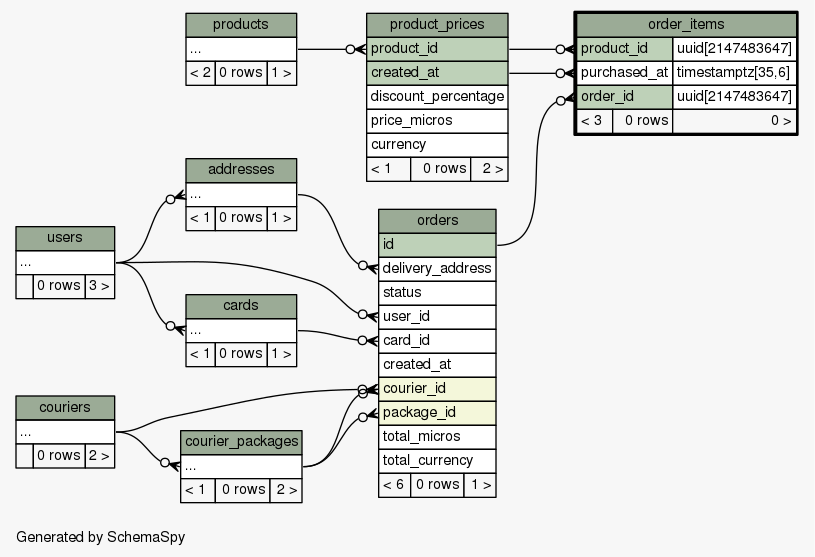 products
...
< 2 0 rows 1 >
product_prices
product_id
created_at
discount_percentage
price_micros
currency
< 1 0 rows 2 >
order_items
product_id uuid[2147483647]
purchased_at timestamptz[35,6]
order_id uuid[2147483647]
< 3 0 rows 0 >
addresses
...
< 1 0 rows 1 >
users
...
0 rows 3 >
cards
...
< 1 0 rows 1 >
orders
id
delivery_address
status
user_id
card_id
created_at
courier_id
package_id
total_micros
total_currency
< 6 0 rows 1 >
couriers
...
0 rows 2 >
courier_packages
...
< 1 0 rows 2 >
Generated by SchemaSpy